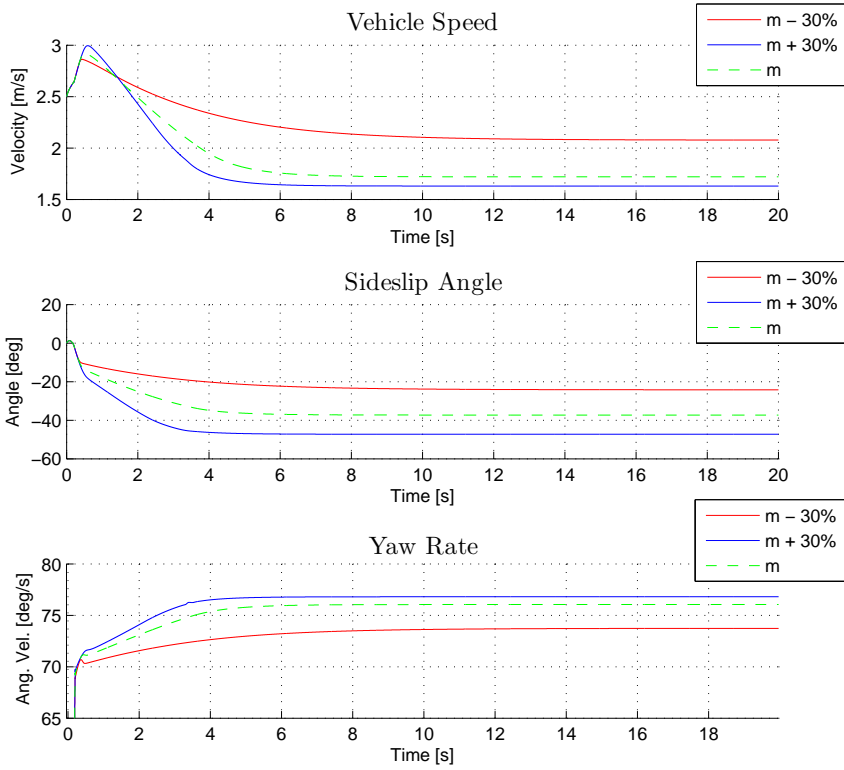 Vehicle Speed
m − 30%
m + 30%
m
Velocity [m/s]
3
2.5
2
1.5
0 2 4 6 8 10 12 14 16 18 20
Time [s]
Sideslip Angle
m − 30%
m + 30%
m
Angle [deg]
20
0
−20
−40
−60
0 2 4 6 8 10 12 14 16 18 20
Time [s]
Yaw Rate
m − 30%
m + 30%
m
Ang. Vel. [deg/s]
80
75
70
65
0 2 4 6 8 10 12 14 16 18
Time [s]